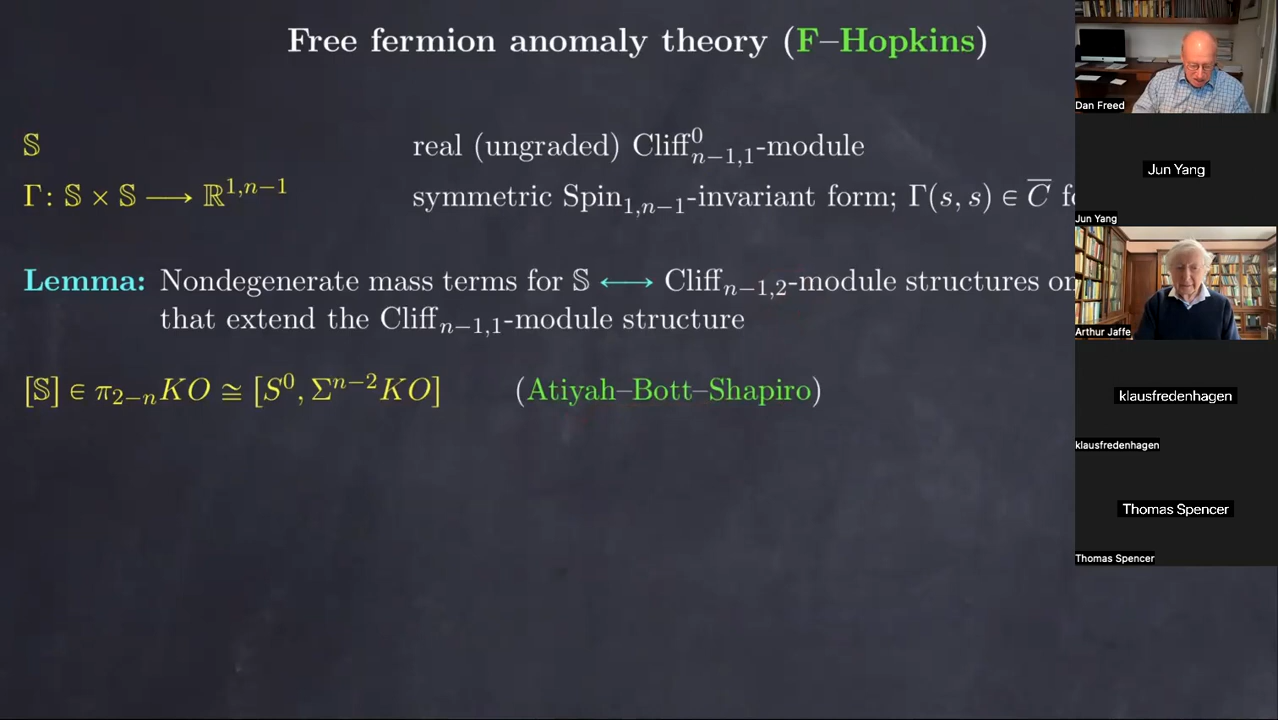 Free fermion anomaly theory (F–Hopkins)
𝕊 real (ungraded) Cliff⁰ₙ₋₁,₁-module
Γ: 𝕊 × 𝕊 ⟶ ℝ¹,ⁿ⁻¹ symmetric Spin₁,ₙ₋₁-invariant form; Γ(s, s) ∈ C̅
Lemma: Nondegenerate mass terms for 𝕊 ⟷ Cliffₙ₋₁,₂-module structures on
that extend the Cliffₙ₋₁,₁-module structure
[𝕊] ∈ π₂₋ₙKO ≅ [S⁰, Σⁿ⁻²KO] (Atiyah–Bott–Shapiro)
Dan Freed
Jun Yang
Jun Yang
Arthur Jaffe
klausfredenhagen
klausfredenhagen
Thomas Spencer
Thomas Spencer